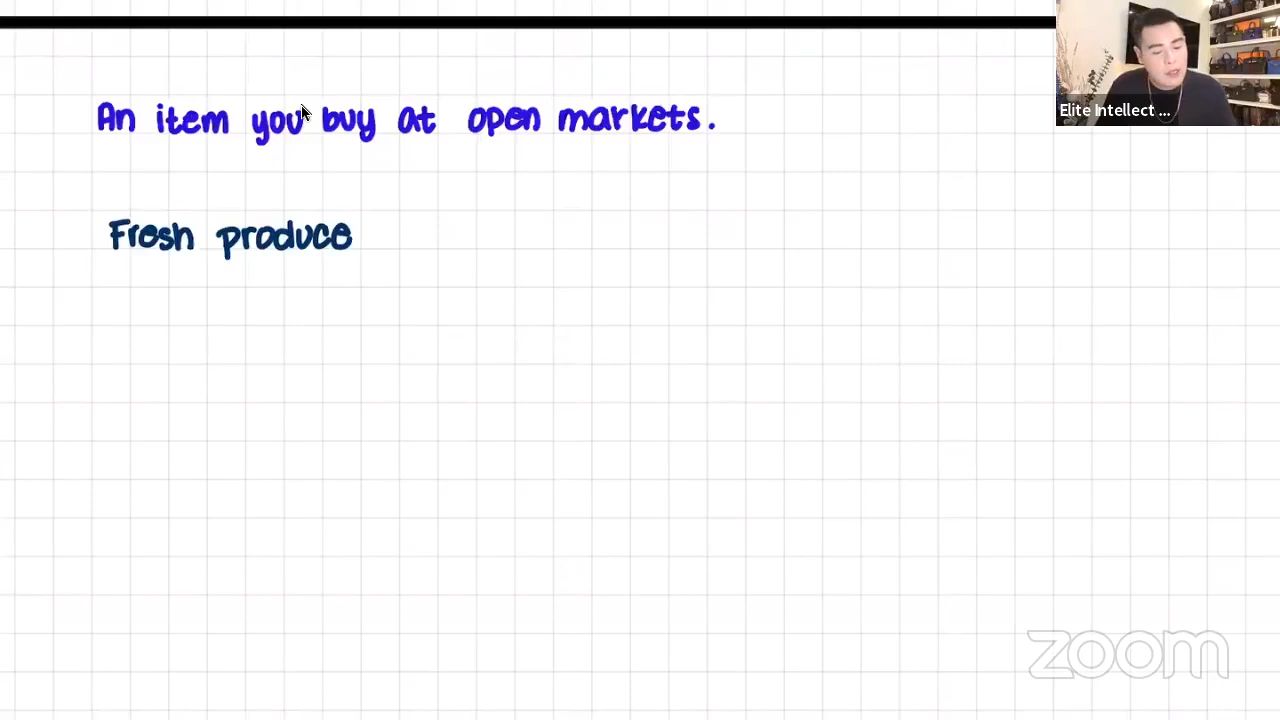 An item you buy at open markets.
Elite Intellect ...
Fresh produce
zoom